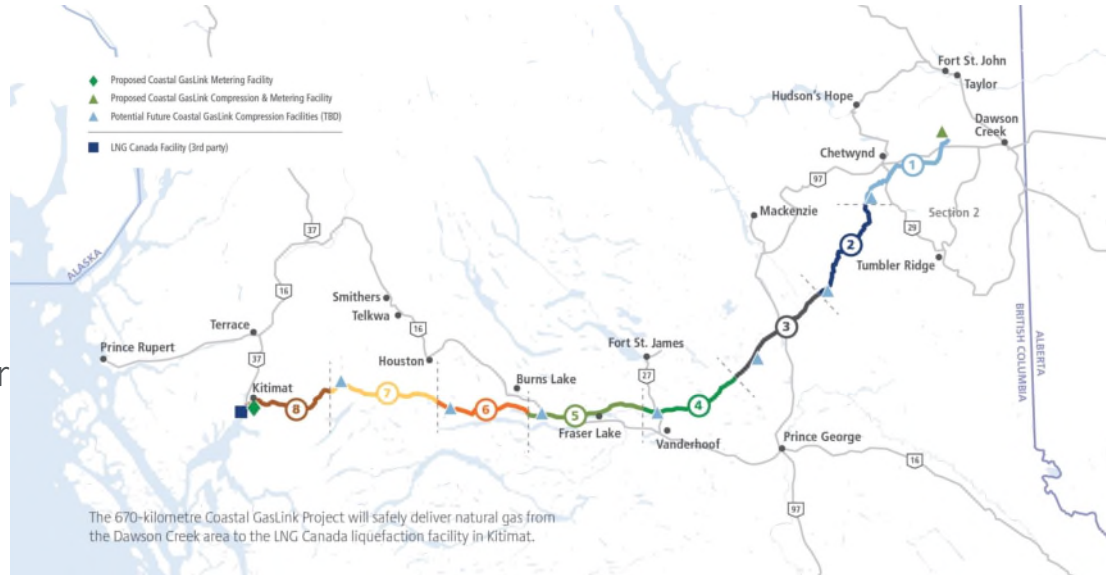 Proposed Coastal GasLink Metering Facility
Proposed Coastal GasLink Compression & Metering Facility
Potential Future Coastal GasLink Compression Facilities (TBD)
LNG Canada Facility (3rd party)
Fort St. John
Taylor
Hudson's Hope
Dawson
Creek
Chetwynd
1
97
Section 2
Mackenzie
29
2
Tumbler Ridge
37
ALASKA
16
Smithers
Telkwa
3
BRITISH COLUMBIA
ALBERTA
Terrace
16
Prince Rupert
37
Houston
Fort St. James
r
27
Kitimat
Burns Lake
8
7
6
5
4
Fraser Lake
Vanderhoof
Prince George
16
97
The 670-kilometre Coastal GasLink Project will safely deliver natural gas from
the Dawson Creek area to the LNG Canada liquefaction facility in Kitimat.